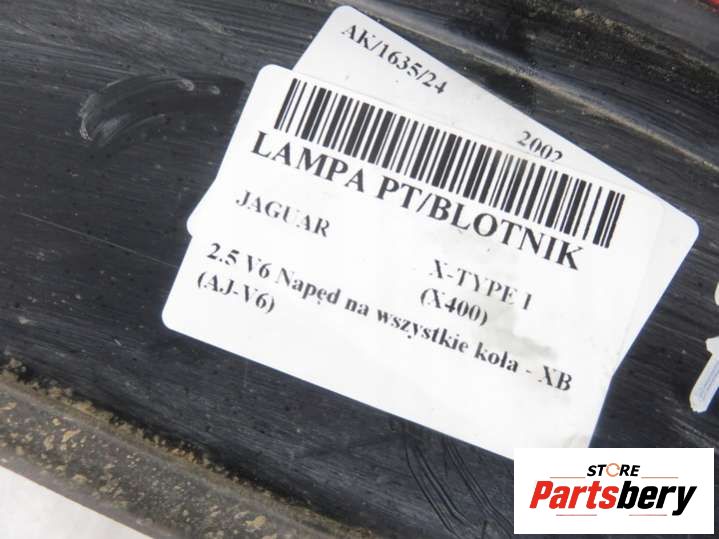 AK/1635/24
2002
LAMPA PT/BLOTNIK
JAGUAR
X-TYPE I
(X400)
2.5 V6 Napęd na wszystkie koła - XB
(AJ-V6)
STORE
Partsbery